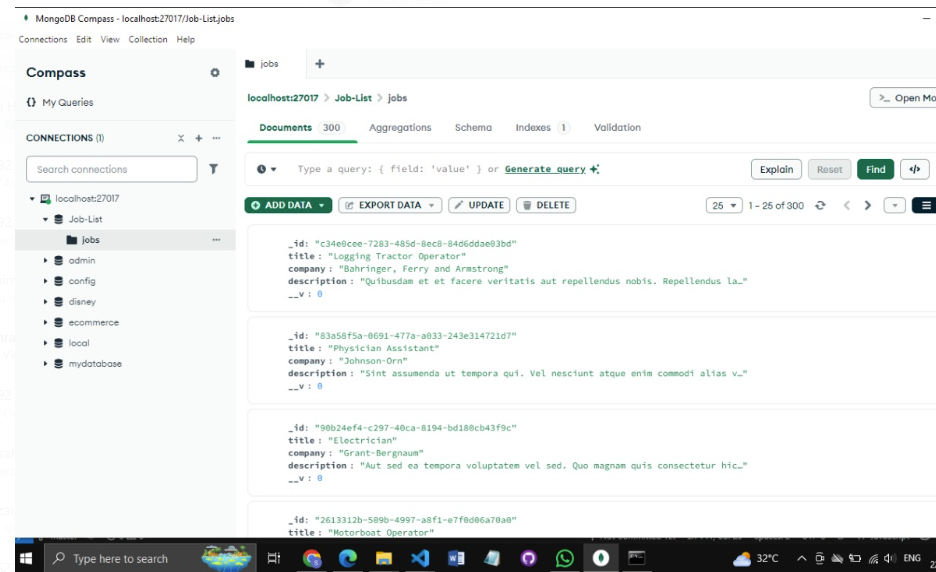 MongoDB Compass - localhost:27017/Job-List.jobs
Connections Edit View Collection Help
Compass
{} My Queries
CONNECTIONS (1)
Search connections
localhost:27017
Job-List
jobs
admin
config
disney
ecommerce
local
mydatabase
jobs
localhost:27017 > Job-List > jobs
>_ Open Mo
Documents 300 Aggregations Schema Indexes 1 Validation
Type a query: { field: 'value' } or Generate query
Explain Reset Find </>
ADD DATA EXPORT DATA UPDATE DELETE
25 1 - 25 of 300
_id: "c34e0cee-7283-485d-8ec8-84d6ddae03bd"
title : "Logging Tractor Operator"
company : "Bahringer, Ferry and Armstrong"
description : "Quibusdam et et facere veritatis aut repellendus nobis. Repellendus la…"
__v : 0
_id: "83a58f5a-0691-477a-a033-243e314721d7"
title : "Physician Assistant"
company : "Johnson-Orn"
description : "Sint assumenda ut tempora qui. Vel nesciunt atque enim commodi alias v…"
__v : 0
_id: "90b24ef4-c297-40ca-8194-bd180cb43f9c"
title : "Electrician"
company : "Grant-Bergnaum"
description : "Aut sed ea tempora voluptatem vel sed. Quo magnam quis consectetur hic…"
__v : 0
_id: "2613312b-509b-4997-a8f1-e7f0d06a70a0"
title : "Motorboat Operator"
Type here to search
32°C ENG